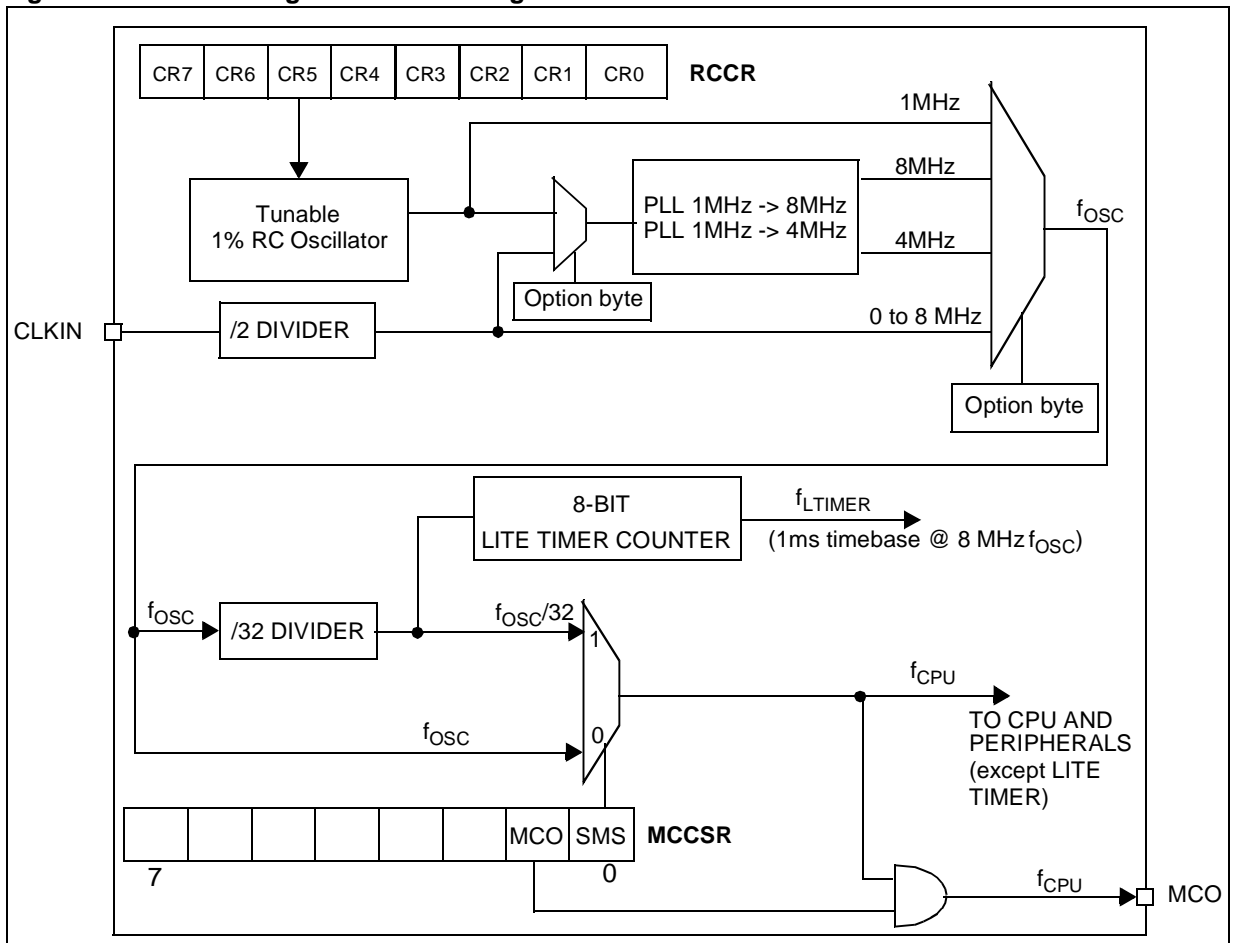 CR7 CR6 CR5 CR4 CR3 CR2 CR1 CR0 RCCR
1MHz
8MHz
Tunable
1% RC Oscillator
PLL 1MHz -> 8MHz
PLL 1MHz -> 4MHz
fOSC
4MHz
Option byte
CLKIN
/2 DIVIDER
0 to 8 MHz
Option byte
8-BIT
LITE TIMER COUNTER
fLTIMER
(1ms timebase @ 8 MHz fOSC)
fOSC
/32 DIVIDER
fOSC/32
1
fCPU
TO CPU AND
PERIPHERALS
(except LITE
TIMER)
fOSC
0
MCO SMS MCCSR
7 0
fCPU
MCO